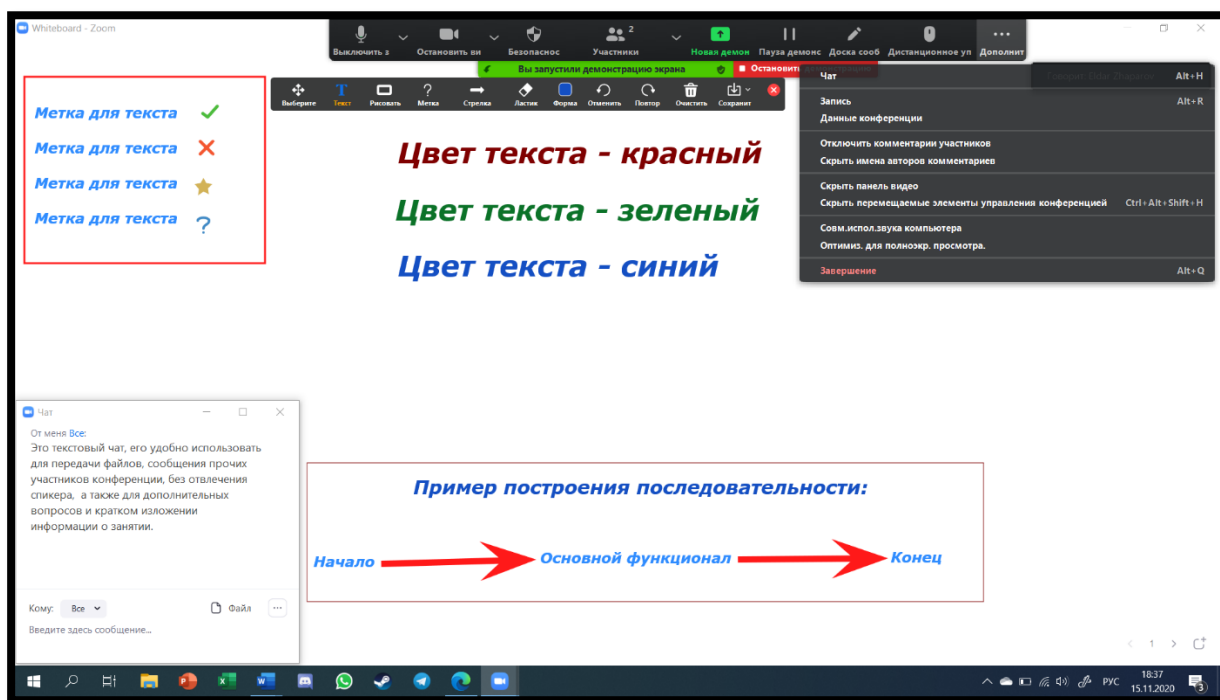 Whiteboard - Zoom
Выключить з
Остановить ви
Безопаснос
Участники
2
Новая демон
Пауза демонс
Доска сооб
Дистанционное уп
Дополнит
Вы запустили демонстрацию экрана
Остановить
Выберите
Текст
Рисовать
Метка
Стрелка
Ластик
Форма
Отменить
Повтор
Очистить
Сохранит
Чат Alt+H
Запись Alt+R
Данные конференции
Отключить комментарии участников
Скрыть имена авторов комментариев
Скрыть панель видео
Скрыть перемещаемые элементы управления конференцией Ctrl+Alt+Shift+H
Совм.испол.звука компьютера
Оптимиз. для полноэкр. просмотра.
Завершение Alt+Q
Метка для текста
Метка для текста
Метка для текста
Метка для текста ?
Цвет текста - красный
Цвет текста - зеленый
Цвет текста - синий
Чат
От меня Все:
Это текстовый чат, его удобно использовать
для передачи файлов, сообщения прочих
участников конференции, без отвлечения
спикера, а также для дополнительных
вопросов и кратком изложении
информации о занятии.
Кому: Все
Файл
Введите здесь сообщение...
Пример построения последовательности:
Начало
Основной функционал
Конец
1
РУС
18:37
15.11.2020
3